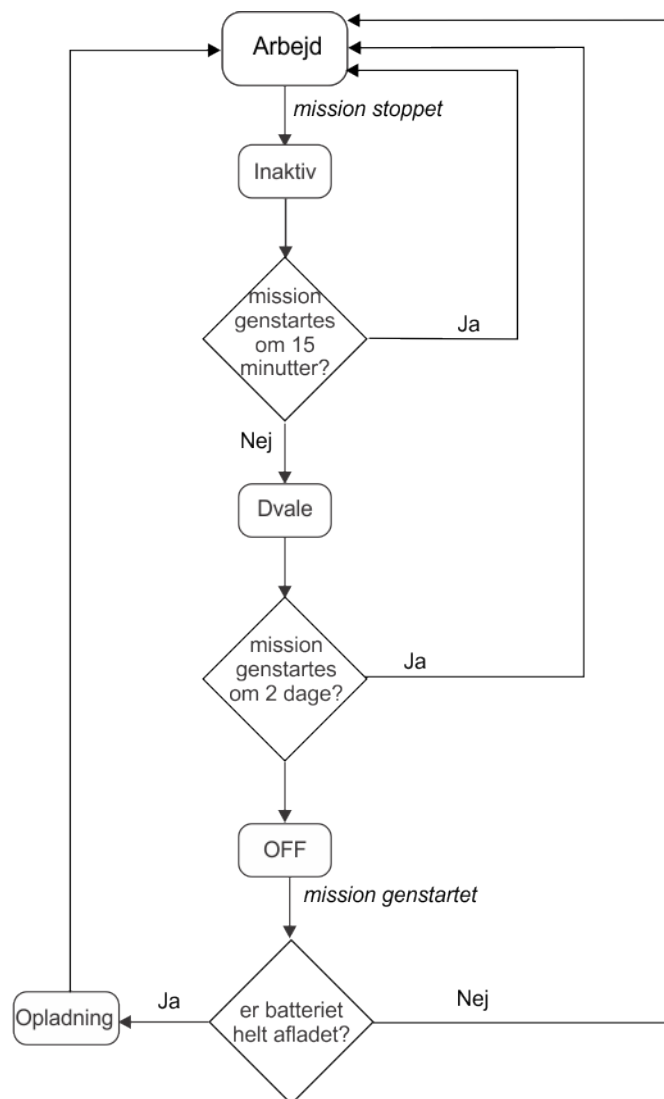 Arbejd
mission stoppet
Inaktiv
mission
genstartes
om 15
minutter?
Ja
Nej
Dvale
mission
genstartes
om 2 dage?
Ja
OFF
mission genstartet
er batteriet
helt afladet?
Ja
Nej
Opladning